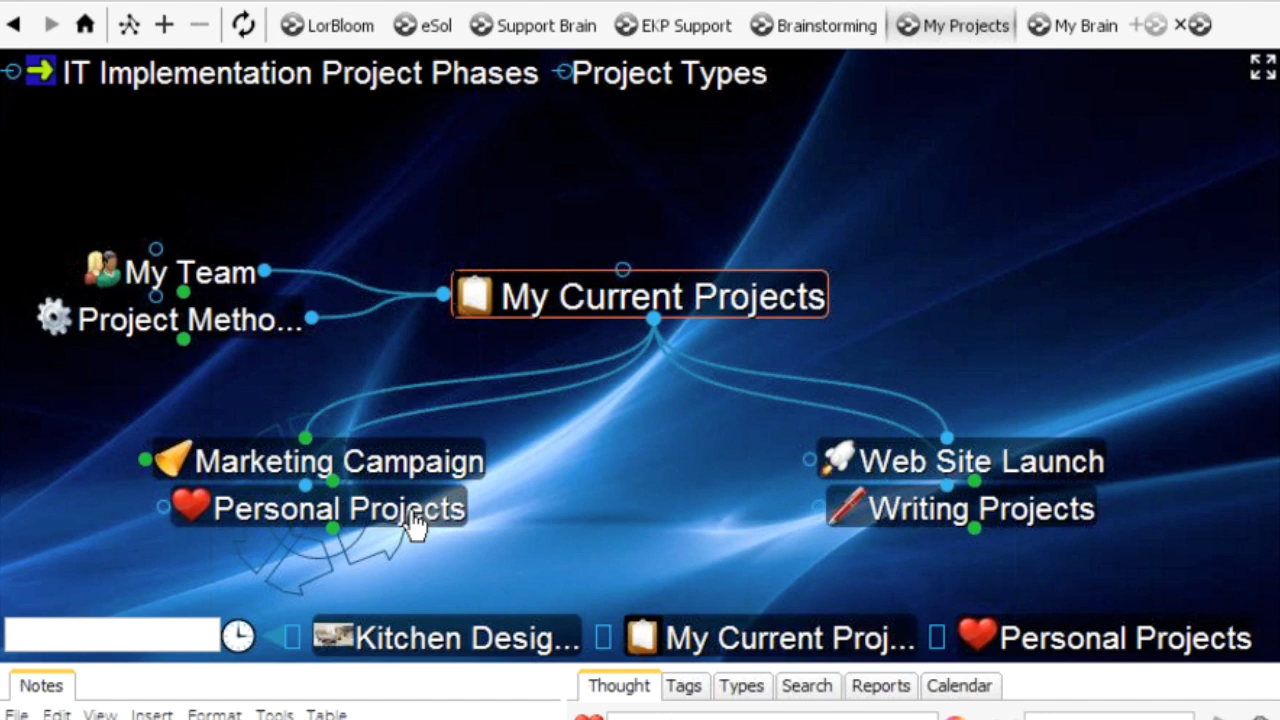 LorBloom eSol Support Brain EKP Support Brainstorming My Projects My Brain
IT Implementation Project Phases Project Types
My Team
Project Metho...
My Current Projects
Marketing Campaign
Personal Projects
Web Site Launch
Writing Projects
Kitchen Desig... My Current Proj... Personal Projects
Notes Thought Tags Types Search Reports Calendar
File Edit View Insert Format Tools Table